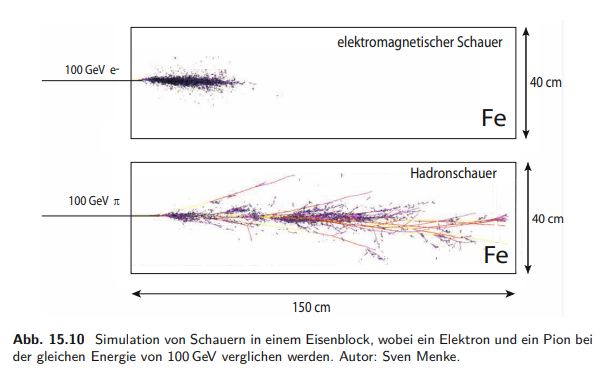 elektromagnetischer Schauer
100 GeV e-
40 cm
Fe
Hadronschauer
100 GeV π
40 cm
Fe
150 cm
Abb. 15.10 Simulation von Schauern in einem Eisenblock, wobei ein Elektron und ein Pion bei
der gleichen Energie von 100 GeV verglichen werden. Autor: Sven Menke.